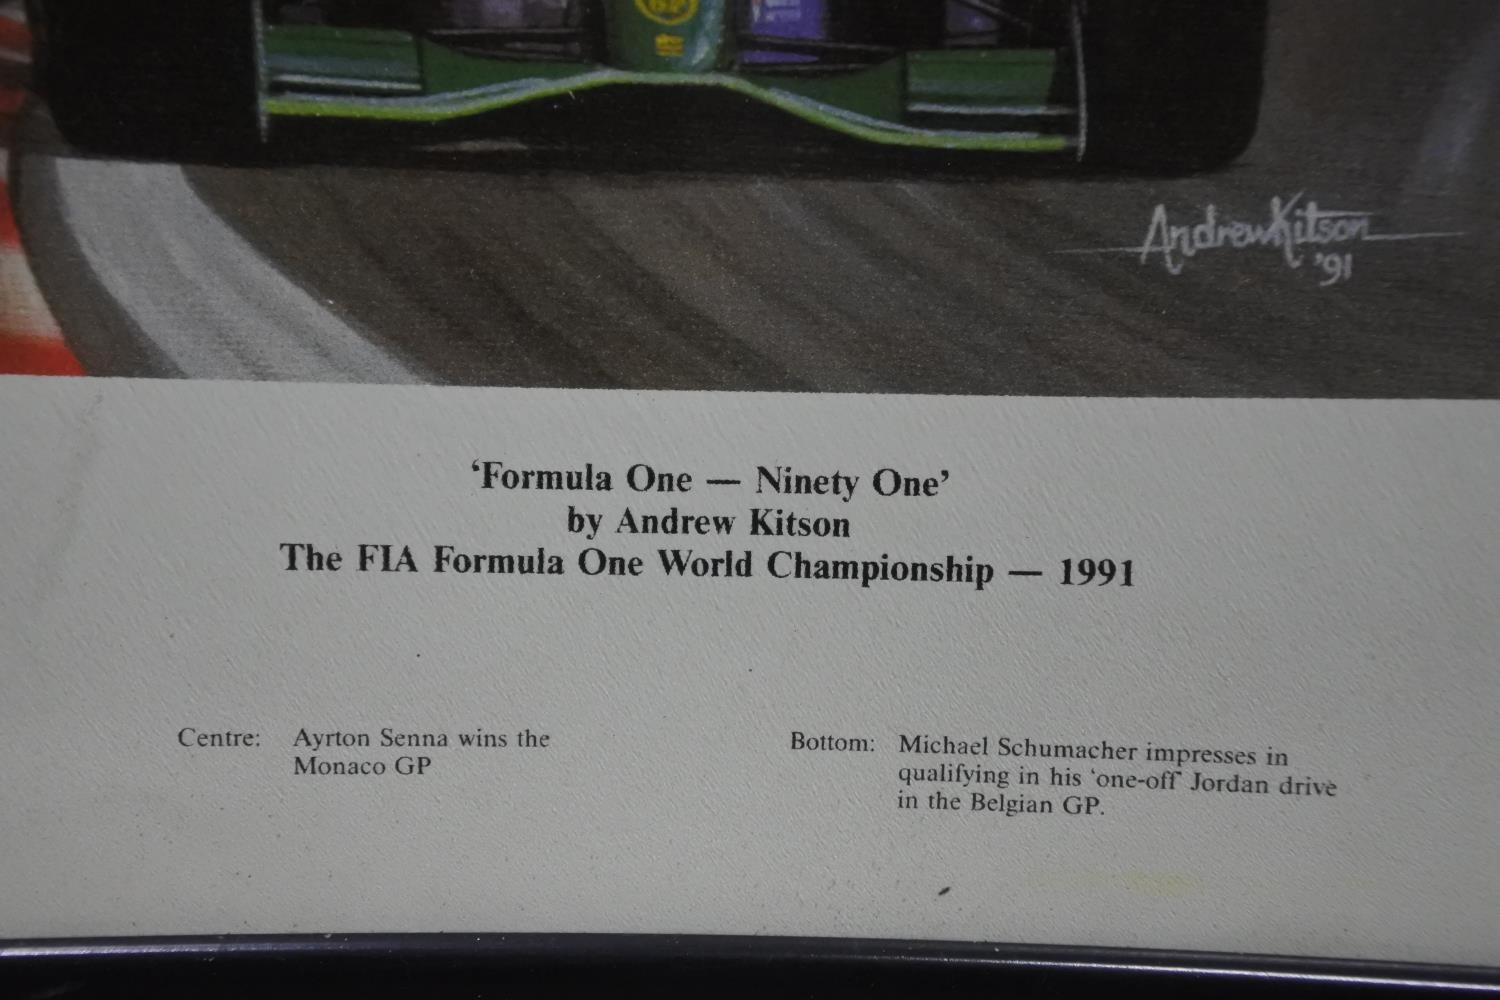 Andrew Kitson
'91
'Formula One — Ninety One'
by Andrew Kitson
The FIA Formula One World Championship — 1991
Centre: Ayrton Senna wins the
Monaco GP
Bottom: Michael Schumacher impresses in
qualifying in his 'one-off' Jordan drive
in the Belgian GP.